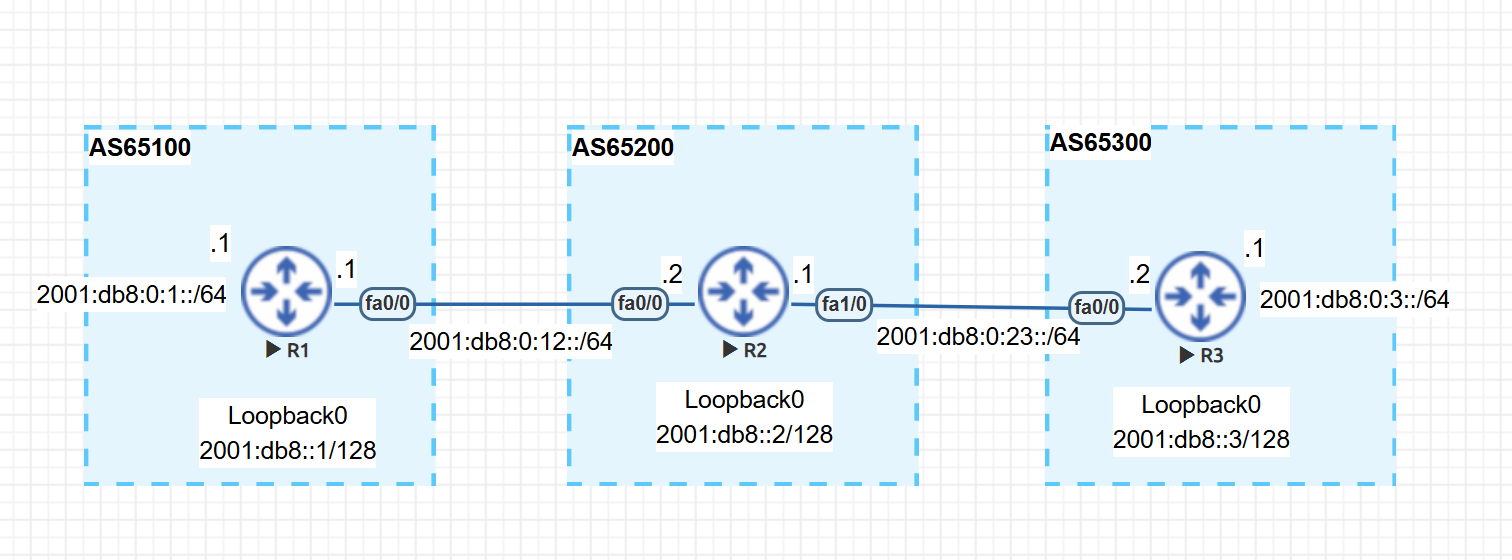 AS65100
AS65200
AS65300
.1
.1
2001:db8:0:1::/64
fa0/0
R1
2001:db8:0:12::/64
Loopback0
2001:db8::1/128
.2
.1
fa0/0
fa1/0
R2
2001:db8:0:23::/64
Loopback0
2001:db8::2/128
.2
.1
fa0/0
2001:db8:0:3::/64
R3
Loopback0
2001:db8::3/128